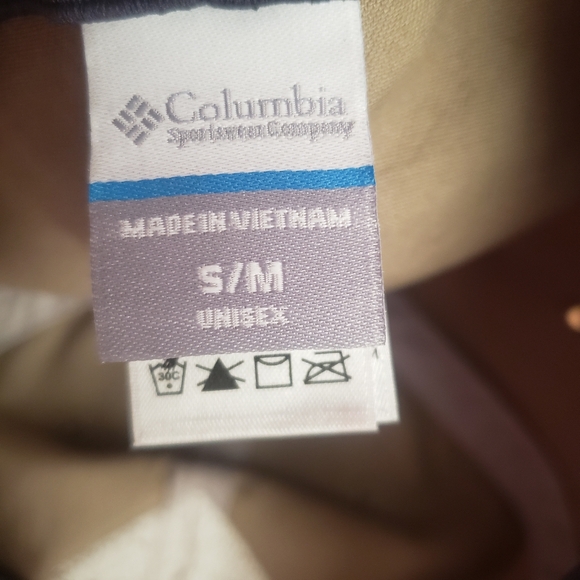 Columbia
Sportswear Company
MADE IN VIETNAM
S/M
UNISEX
30C